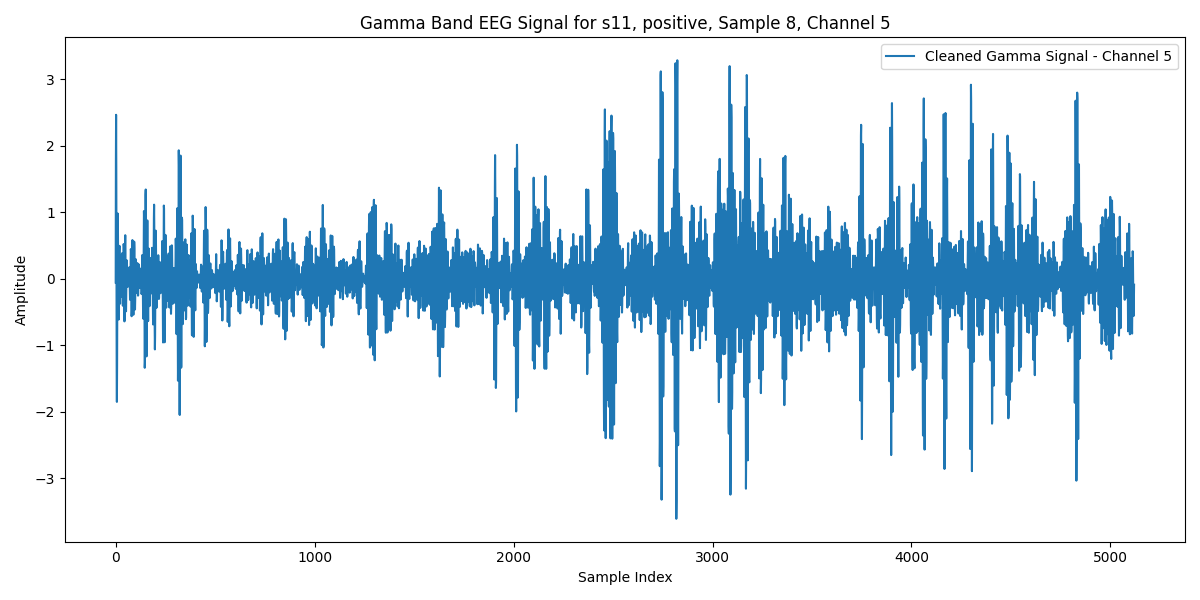 Gamma Band EEG Signal for s11, positive, Sample 8, Channel 5
Cleaned Gamma Signal - Channel 5
Amplitude
3
2
1
0
−1
−2
−3
0 1000 2000 3000 4000 5000
Sample Index